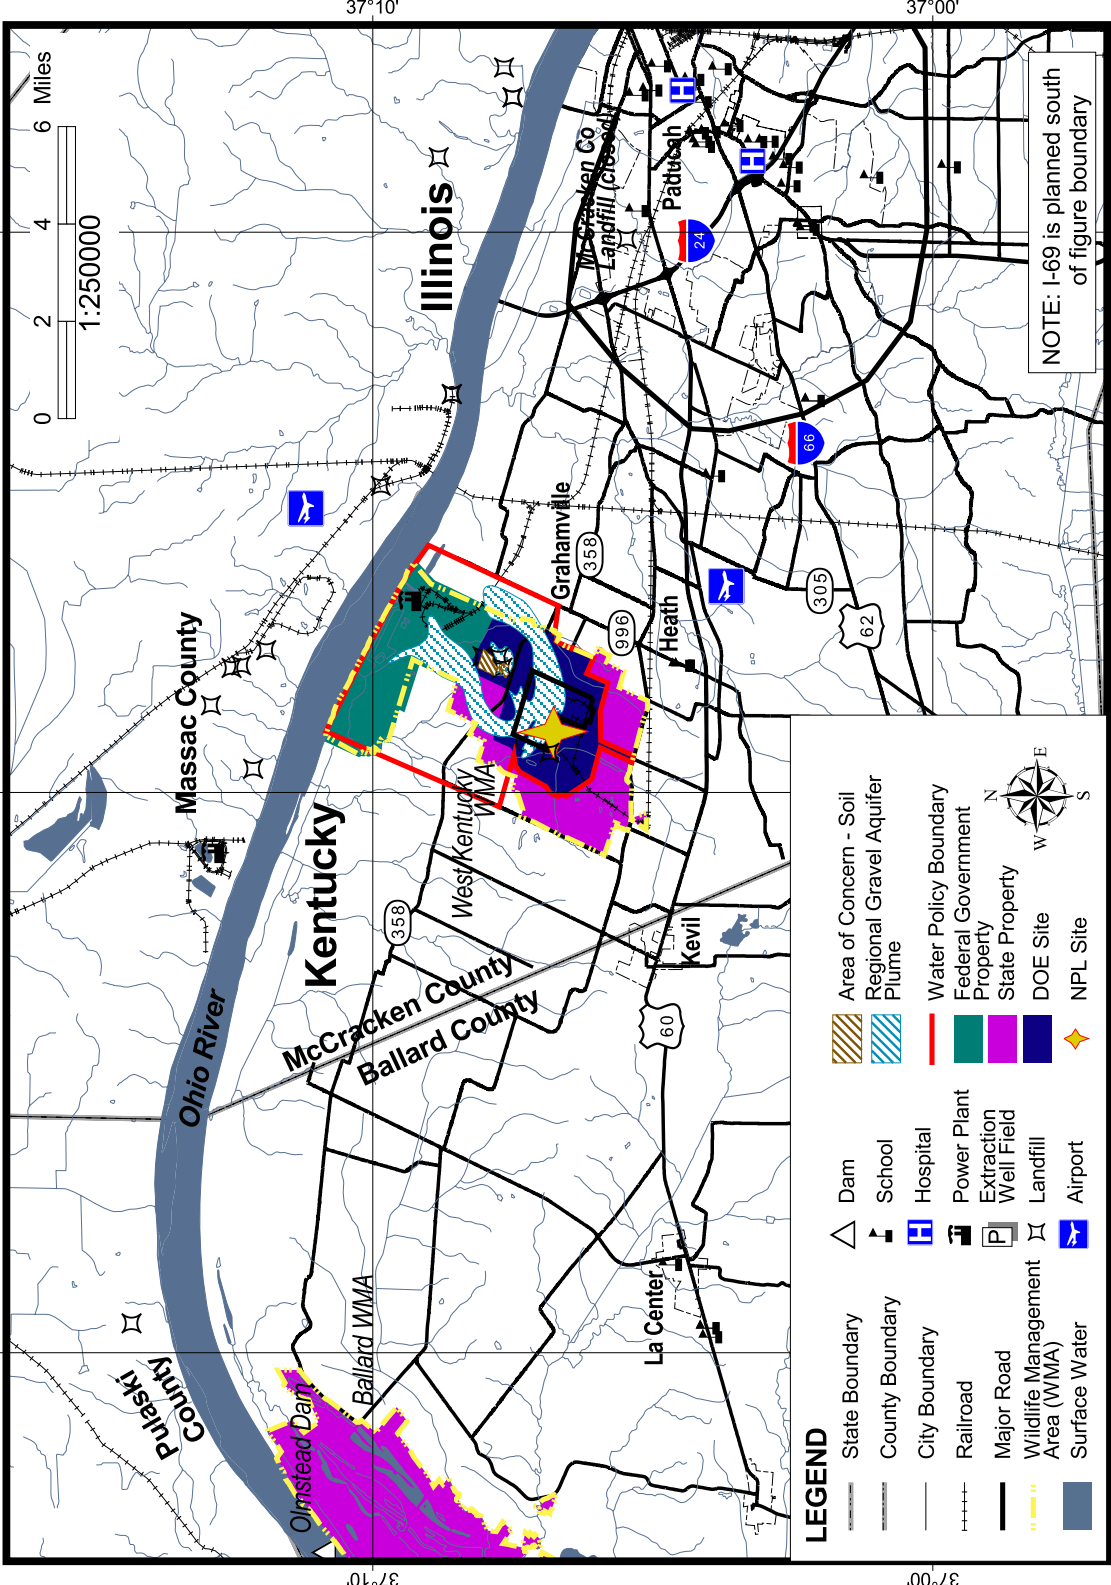 37°10'
37°00'
0 2 4 6 Miles
1:250000
Illinois
Massac County
Pulaski
County
Ohio River
Kentucky
McCracken County
Ballard County
West Kentucky
WMA
Ballard WMA
Olmstead Dam
McCracken Co
Landfill (closed)
Paducah
Grahamville
Heath
Kevil
La Center
24
66
358
358
996
305
62
60
H
H
NOTE: I-69 is planned south
of figure boundary
LEGEND
State Boundary
County Boundary
City Boundary
Railroad
Major Road
Wildlife Management
Area (WMA)
Surface Water
Dam
School
H Hospital
Power Plant
P Extraction
Well Field
Landfill
Airport
Area of Concern - Soil
Regional Gravel Aquifer
Plume
Water Policy Boundary
Federal Government
Property
State Property
DOE Site
NPL Site
N
W E
S
37°10'
37°00'